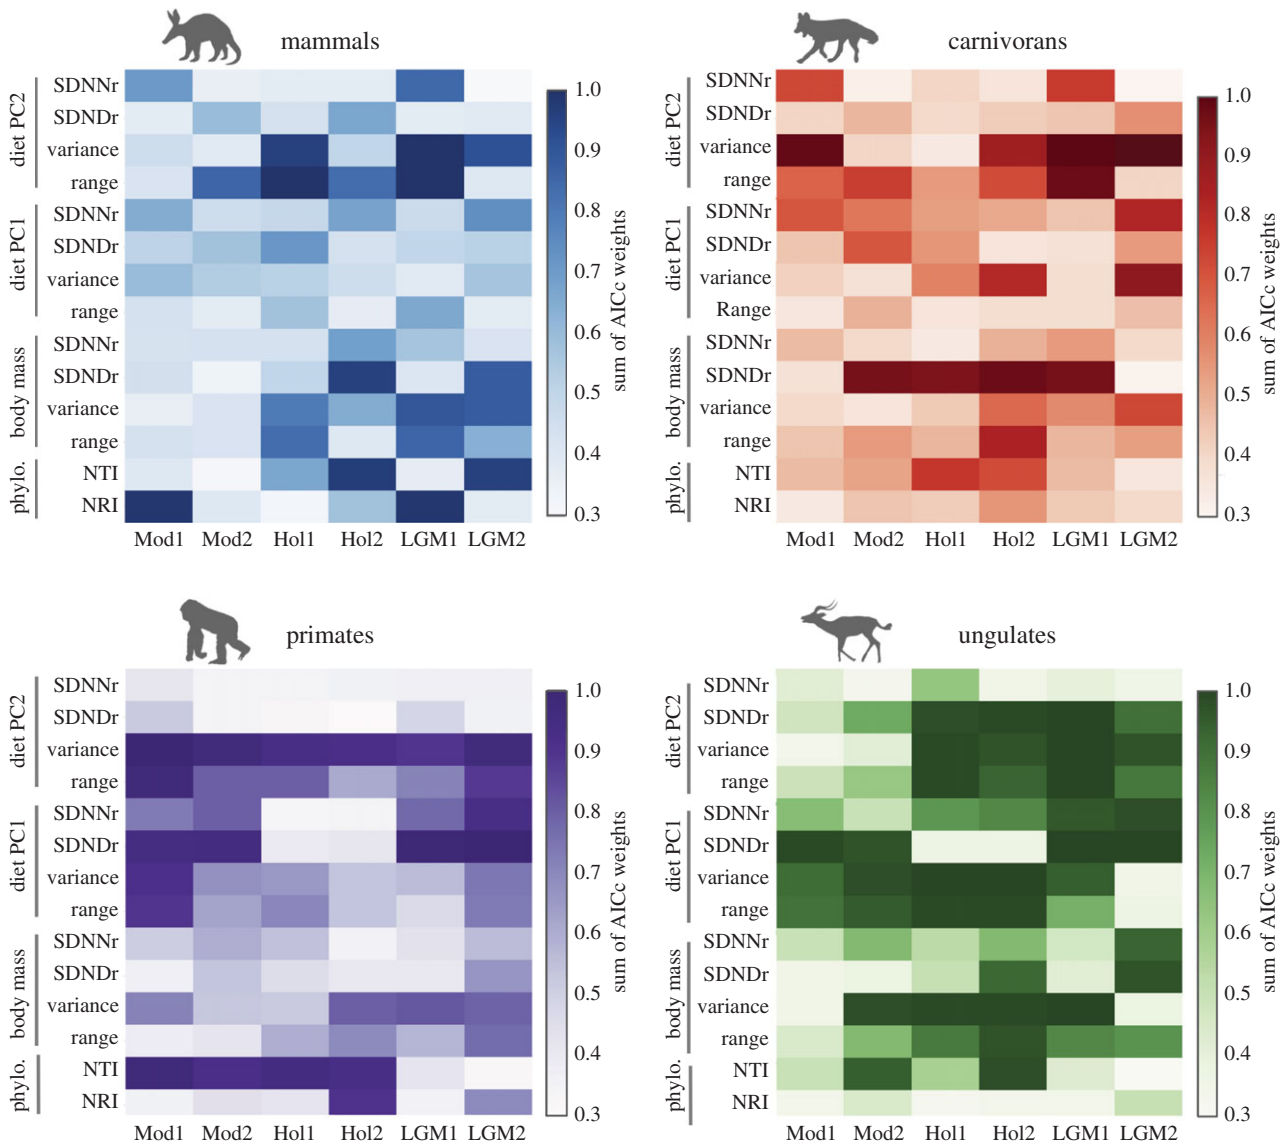 mammals
diet PC2
SDNNr
SDNDr
variance
range
diet PC1
SDNNr
SDNDr
variance
range
body mass
SDNNr
SDNDr
variance
range
phylo.
NTI
NRI
Mod1 Mod2 Hol1 Hol2 LGM1 LGM2
1.0
0.9
0.8
0.7
0.6
0.5
0.4
0.3
sum of AICc weights
carnivorans
diet PC2
SDNNr
SDNDr
variance
range
diet PC1
SDNNr
SDNDr
variance
Range
body mass
SDNNr
SDNDr
variance
range
phylo.
NTI
NRI
Mod1 Mod2 Hol1 Hol2 LGM1 LGM2
1.0
0.9
0.8
0.7
0.6
0.5
0.4
0.3
sum of AICc weights
primates
diet PC2
SDNNr
SDNDr
variance
range
diet PC1
SDNNr
SDNDr
variance
range
body mass
SDNNr
SDNDr
variance
range
phylo.
NTI
NRI
Mod1 Mod2 Hol1 Hol2 LGM1 LGM2
1.0
0.9
0.8
0.7
0.6
0.5
0.4
0.3
sum of AICc weights
ungulates
diet PC2
SDNNr
SDNDr
variance
range
diet PC1
SDNNr
SDNDr
variance
range
body mass
SDNNr
SDNDr
variance
range
phylo.
NTI
NRI
Mod1 Mod2 Hol1 Hol2 LGM1 LGM2
1.0
0.9
0.8
0.7
0.6
0.5
0.4
0.3
sum of AICc weights